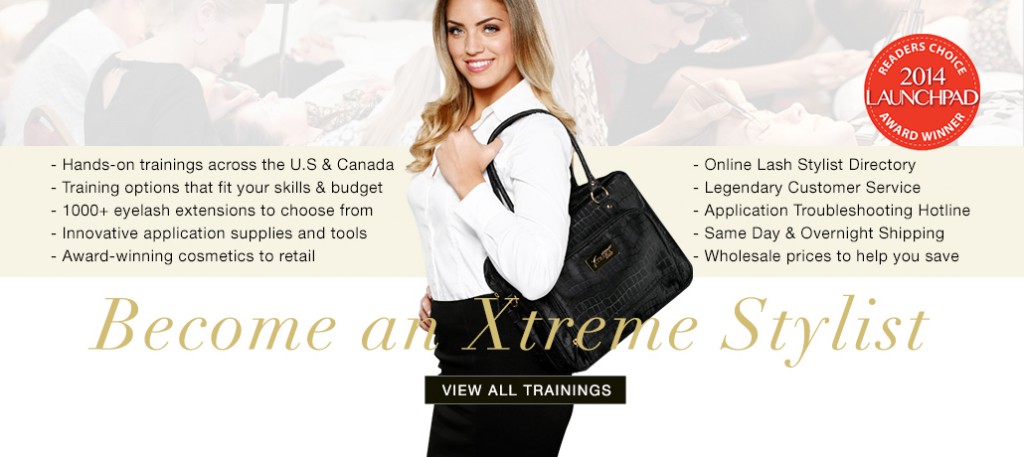 READERS CHOICE
2014
LAUNCHPAD
AWARD WINNER
- Hands-on trainings across the U.S & Canada
- Training options that fit your skills & budget
- 1000+ eyelash extensions to choose from
- Innovative application supplies and tools
- Award-winning cosmetics to retail
- Online Lash Stylist Directory
- Legendary Customer Service
- Application Troubleshooting Hotline
- Same Day & Overnight Shipping
- Wholesale prices to help you save
Become an Xtreme Stylist
VIEW ALL TRAININGS